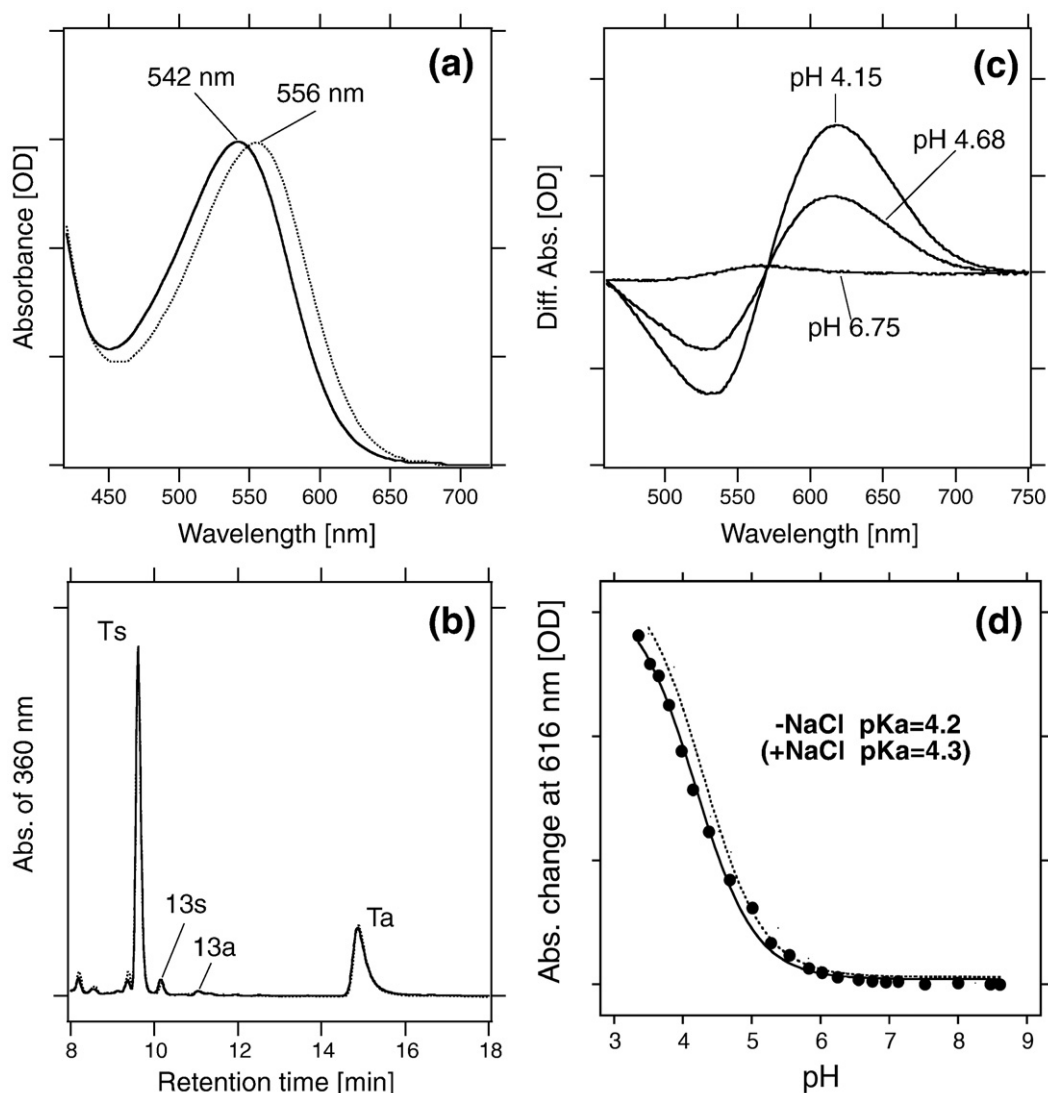 (a)
542 nm
556 nm
Absorbance [OD]
450 500 550 600 650 700
Wavelength [nm]
(c)
pH 4.15
pH 4.68
pH 6.75
Diff. Abs. [OD]
500 550 600 650 700 750
Wavelength [nm]
(b)
Ts
13s
13a
Ta
Abs. of 360 nm
8 10 12 14 16 18
Retention time [min]
(d)
-NaCl pKa=4.2
(+NaCl pKa=4.3)
Abs. change at 616 nm [OD]
3 4 5 6 7 8 9
pH